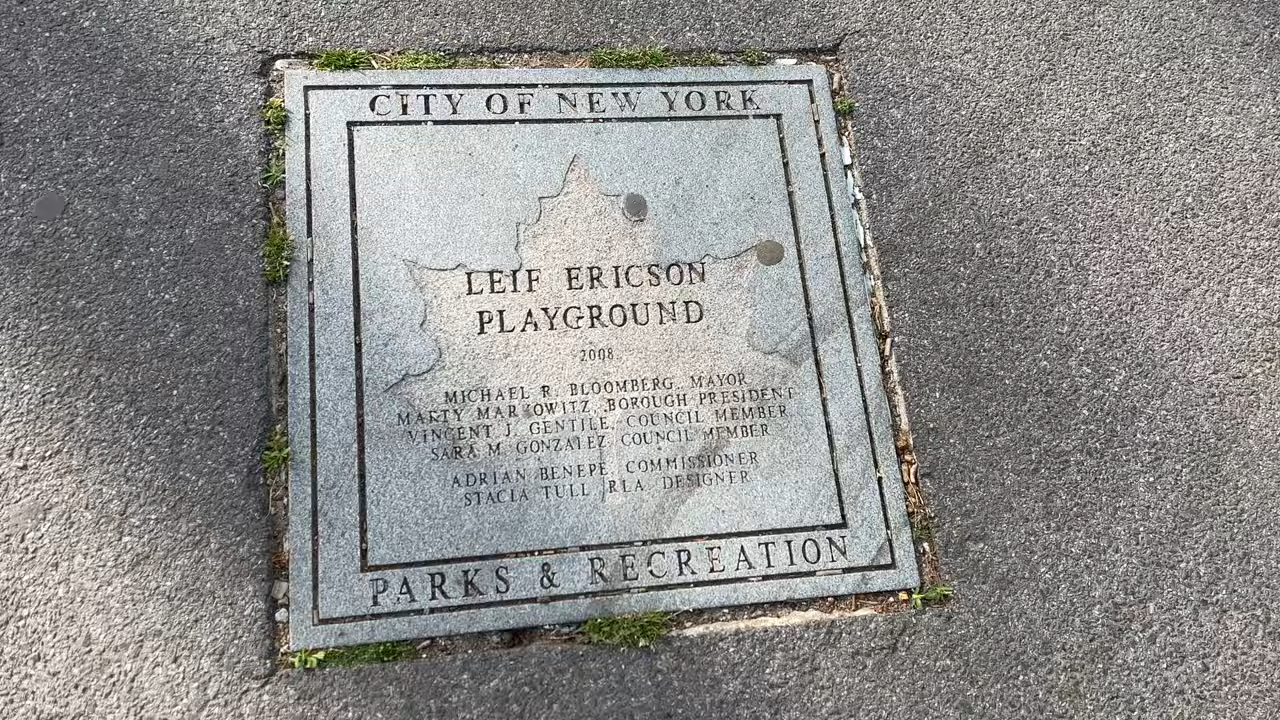 CITY OF NEW YORK
LEIF ERICSON
PLAYGROUND
2008
MICHAEL R. BLOOMBERG, MAYOR
MARTY MARKOWITZ, BOROUGH PRESIDENT
VINCENT J. GENTILE, COUNCIL MEMBER
SARA M. GONZALEZ, COUNCIL MEMBER
ADRIAN BENEPE, COMMISSIONER
STACIA TULL, RLA, DESIGNER
PARKS & RECREATION